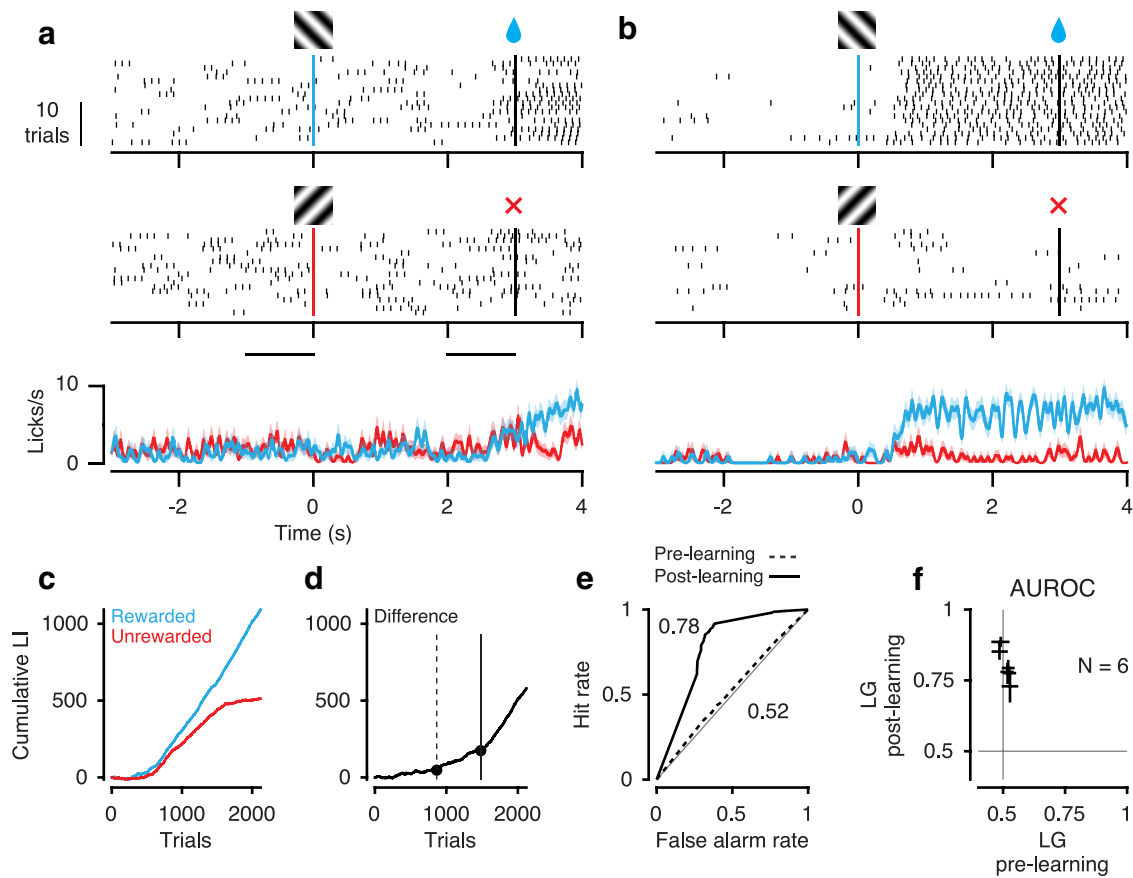 a
b
10
trials
10
Licks/s
0
-2
0
2
4
Time (s)
-2
0
2
4
c
d
e
f
Pre-learning
Post-learning
Rewarded
Unrewarded
1000
500
0
Cumulative LI
0
1000
2000
Trials
Difference
1000
500
0
0
1000
2000
Trials
1
0.5
0
Hit rate
0.78
0.52
0
0.5
1
False alarm rate
AUROC
1
0.75
0.5
LG
post-learning
N = 6
0.5
0.75
1
LG
pre-learning